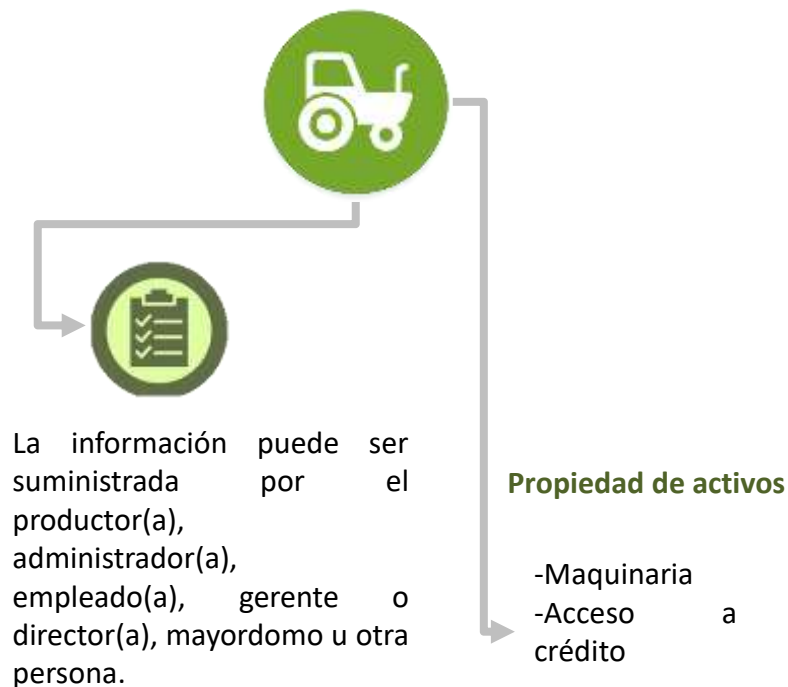 La información puede ser
suministrada por el
productor(a),
administrador(a),
empleado(a), gerente o
director(a), mayordomo u otra
persona.
Propiedad de activos
-Maquinaria
-Acceso a
crédito